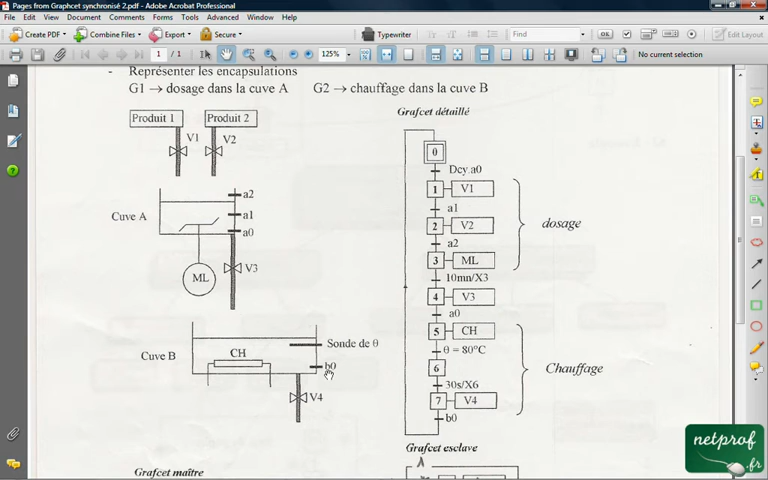 Pages from Graphcet synchronisé 2.pdf - Adobe Acrobat Professional
File Edit View Document Comments Forms Tools Advanced Window Help
Create PDF Combine Files Export Secure Typewriter Find OK Edit Layout
1 / 1 125% No current selection
- Représenter les encapsulations
G1 → dosage dans la cuve A G2 → chauffage dans la cuve B
Grafcet détaillé
Produit 1 Produit 2
V1 V2
Cuve A
a2
a1
a0
ML
V3
Cuve B
CH
Sonde de θ
b0
V4
0
Dcy.a0
1 V1
a1
2 V2
a2
3 ML
10mn/X3
4 V3
a0
5 CH
θ = 80°C
6
30s/X6
7 V4
b0
dosage
Chauffage
Grafcet esclave
A
Grafcet maître
netprof
.fr